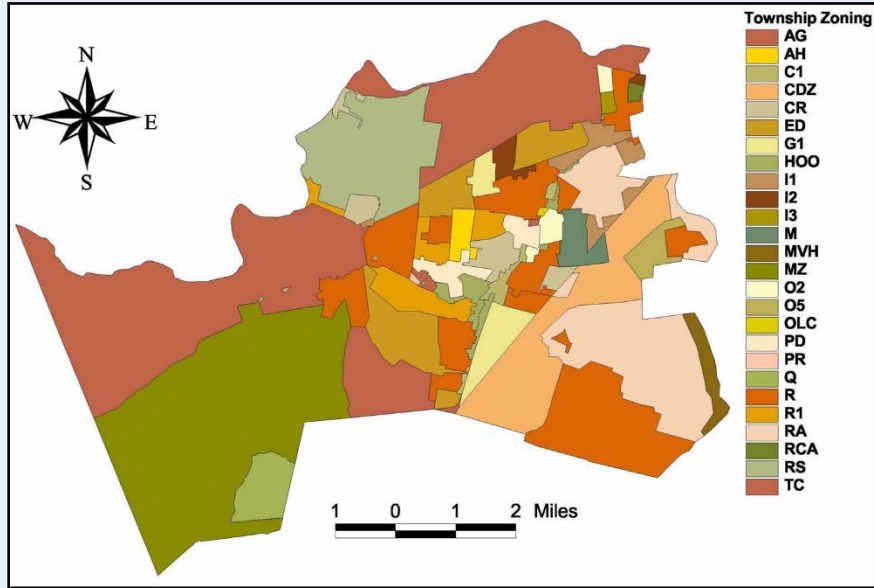 Township Zoning
N
W
E
S
AG
AH
C1
CDZ
CR
ED
G1
HOO
I1
I2
I3
M
MVH
MZ
O2
O5
OLC
PD
PR
Q
R
R1
RA
RCA
RS
TC
1 0 1 2 Miles